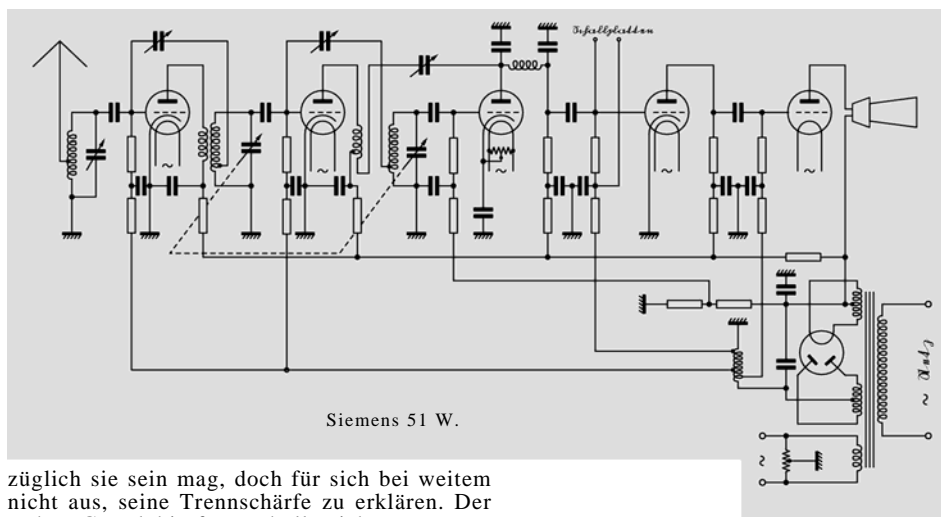 Schallplatten
Netz ~
Siemens 51 W.
züglich sie sein mag, doch für sich bei weitem
nicht aus, seine Trennschärfe zu erklären. Der